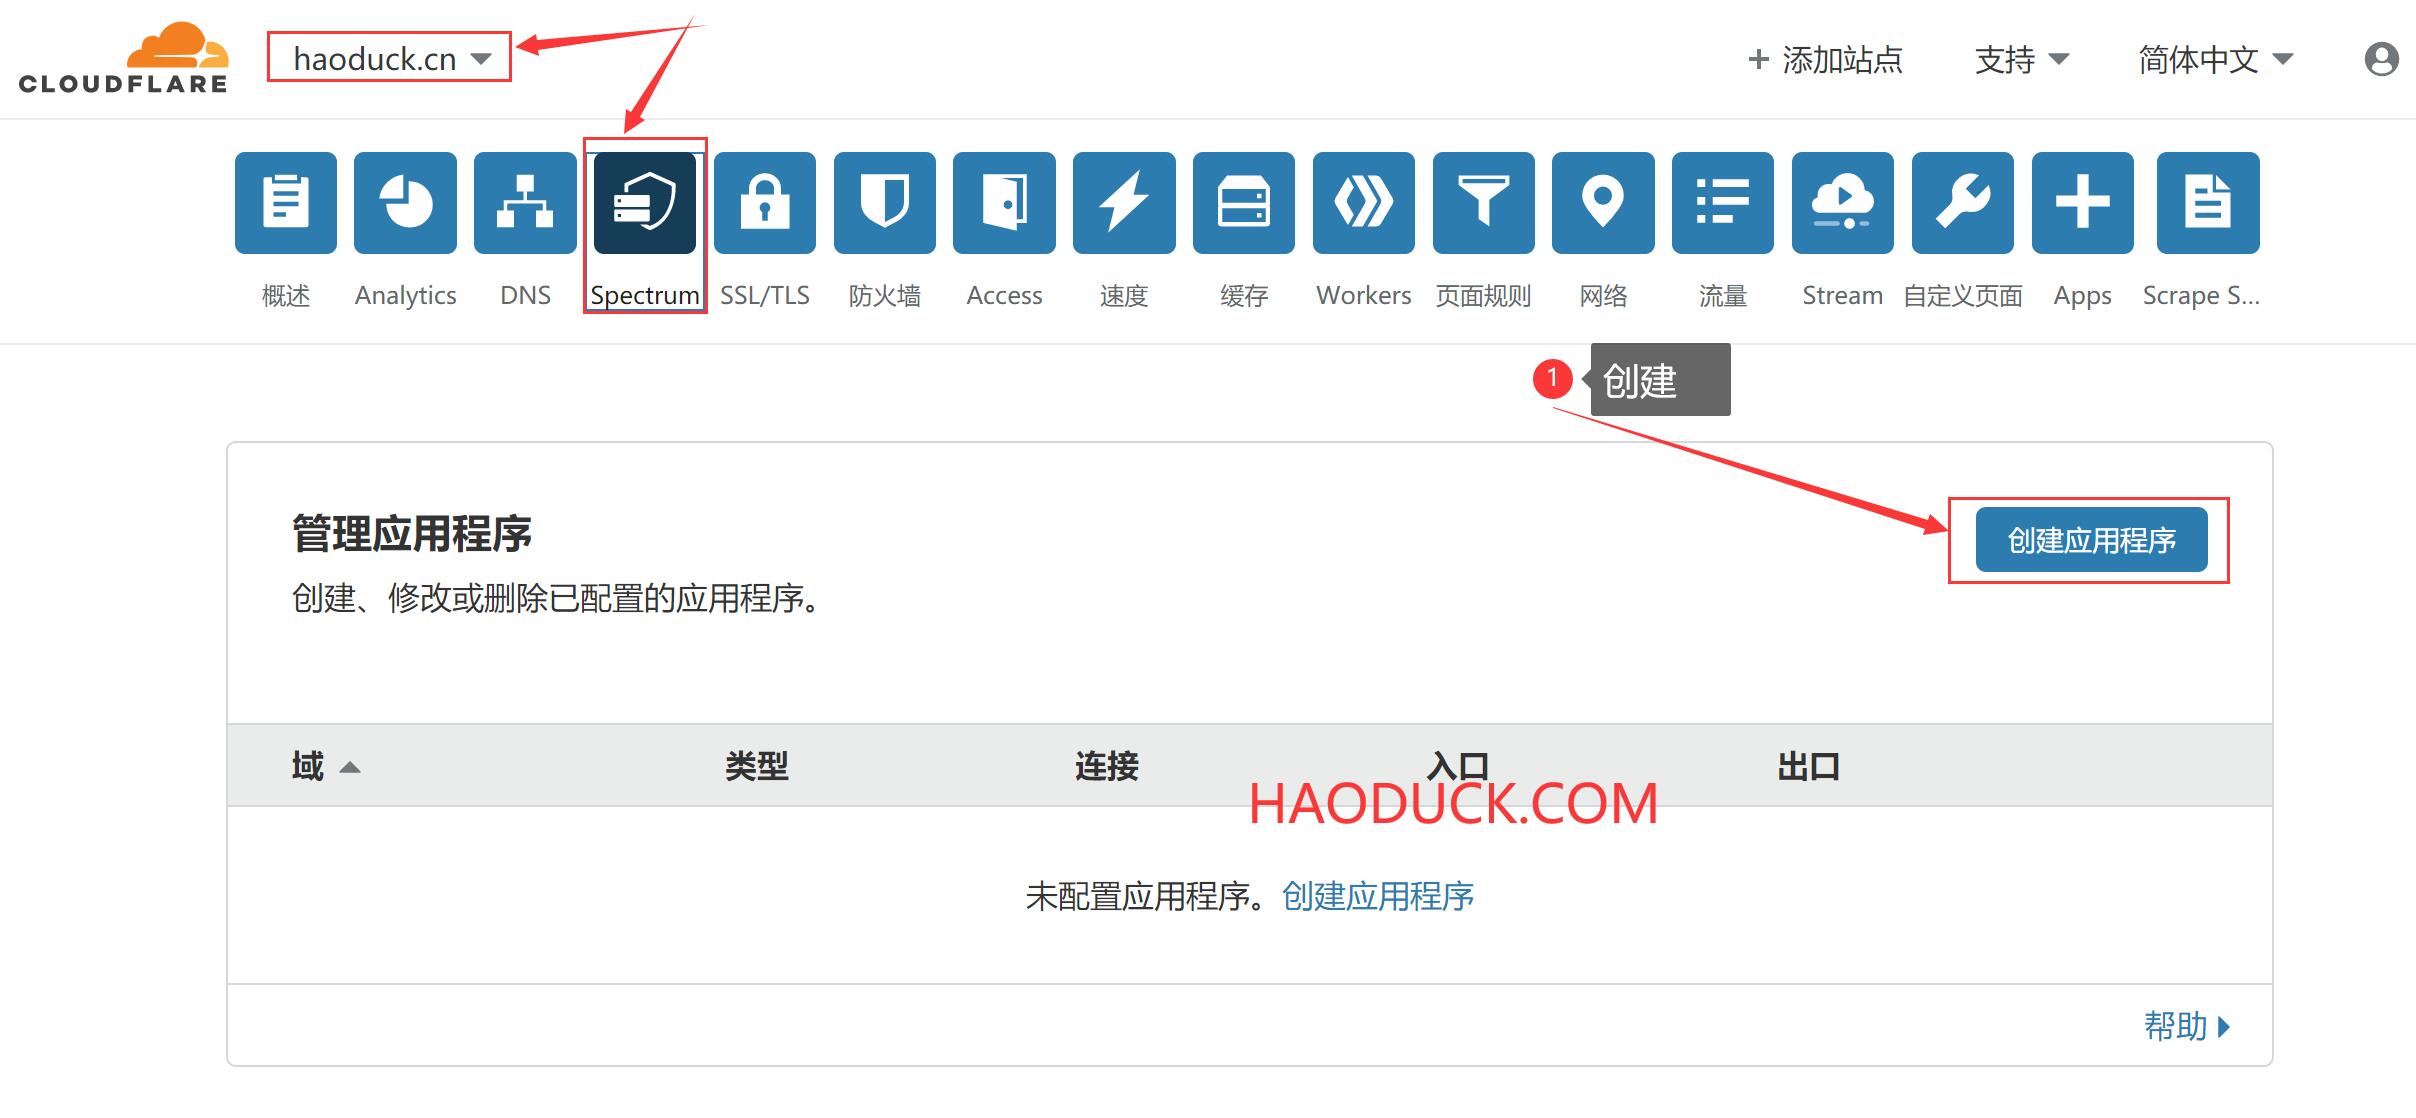 CLOUDFLARE
haoduck.cn
添加站点
支持
简体中文
概述
Analytics
DNS
Spectrum
SSL/TLS
防火墙
Access
速度
缓存
Workers
页面规则
网络
流量
Stream
自定义页面
Apps
Scrape S...
1
创建
管理应用程序
创建应用程序
创建、修改或删除已配置的应用程序。
域
类型
连接
入口
出口
HAODUCK.COM
未配置应用程序。创建应用程序
帮助